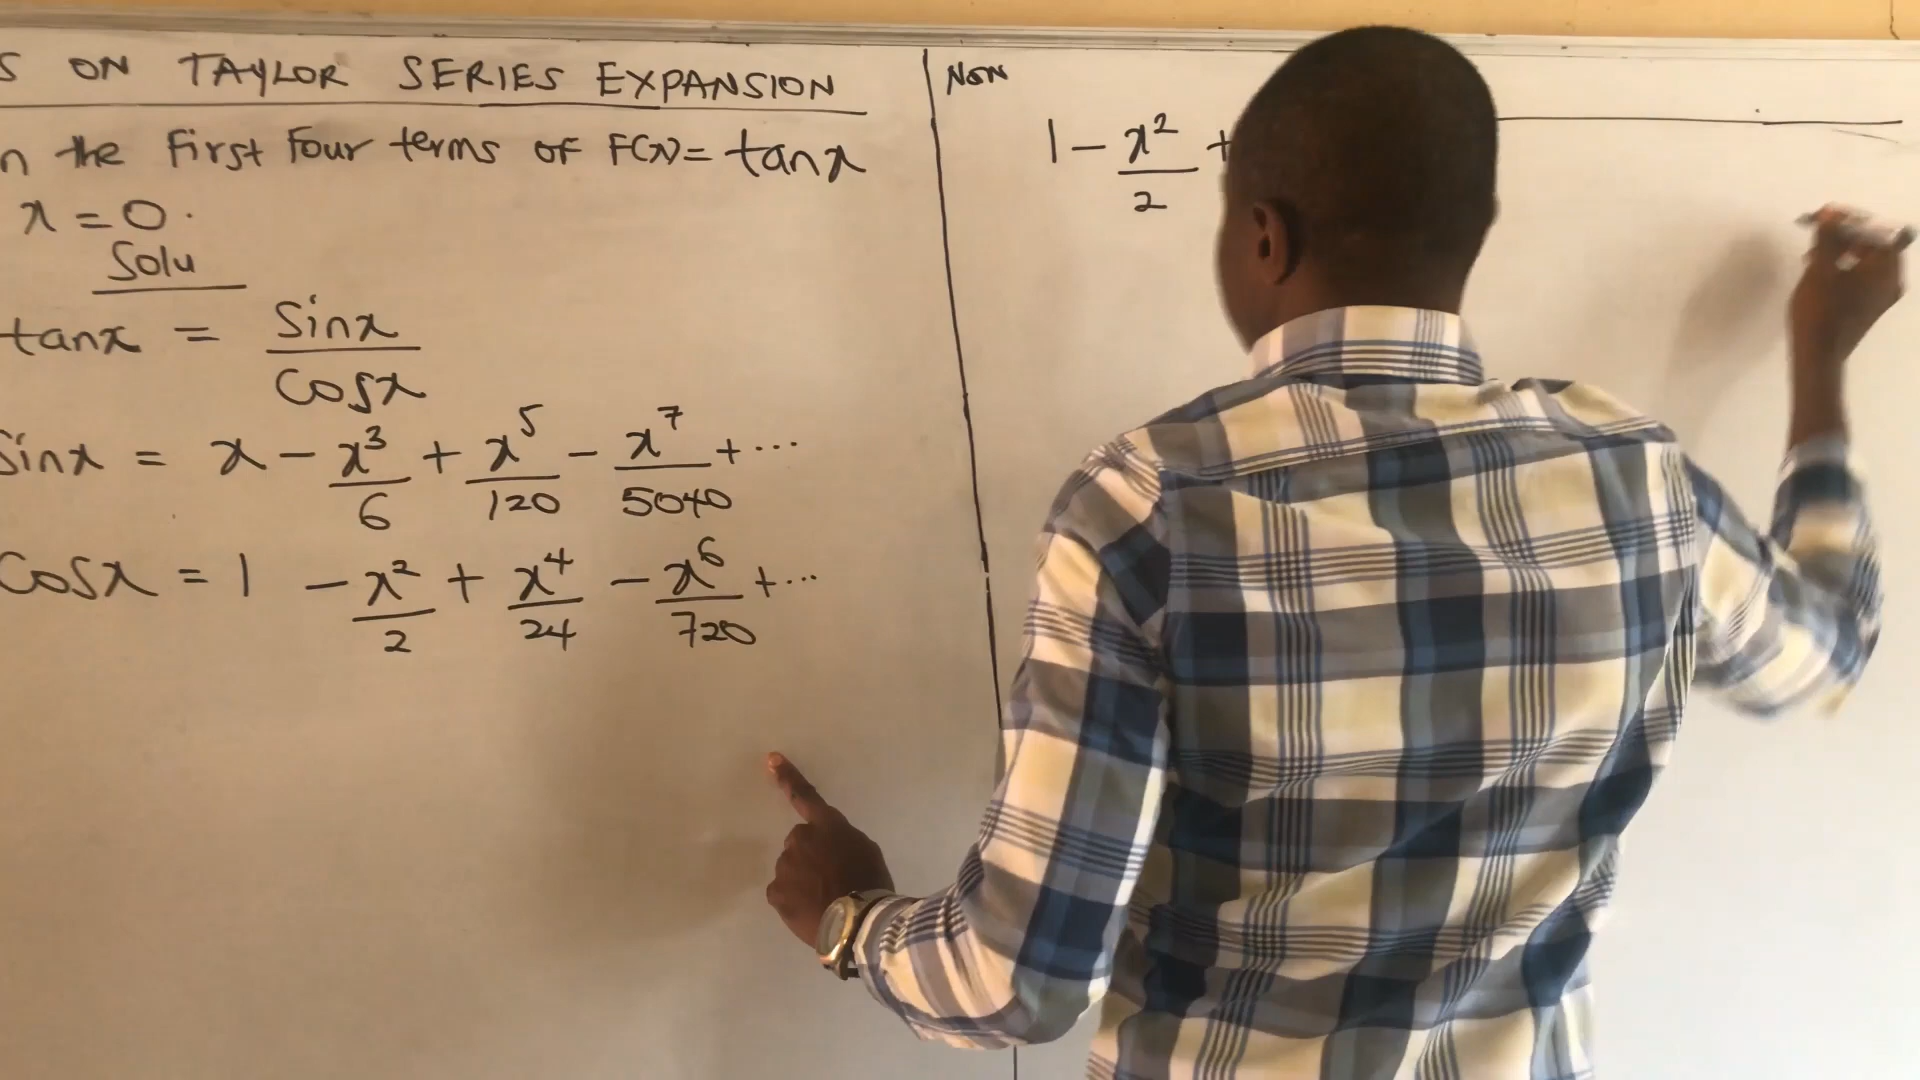 S ON TAYLOR SERIES EXPANSION
n the First Four terms of F(x) = tanx
x = 0.
Solu
tanx = sinx / cosx
Sinx = x - x³/6 + x⁵/120 - x⁷/5040 + ...
Cosx = 1 - x²/2 + x⁴/24 - x⁶/720 + ...
Now
1 - x²/2 +